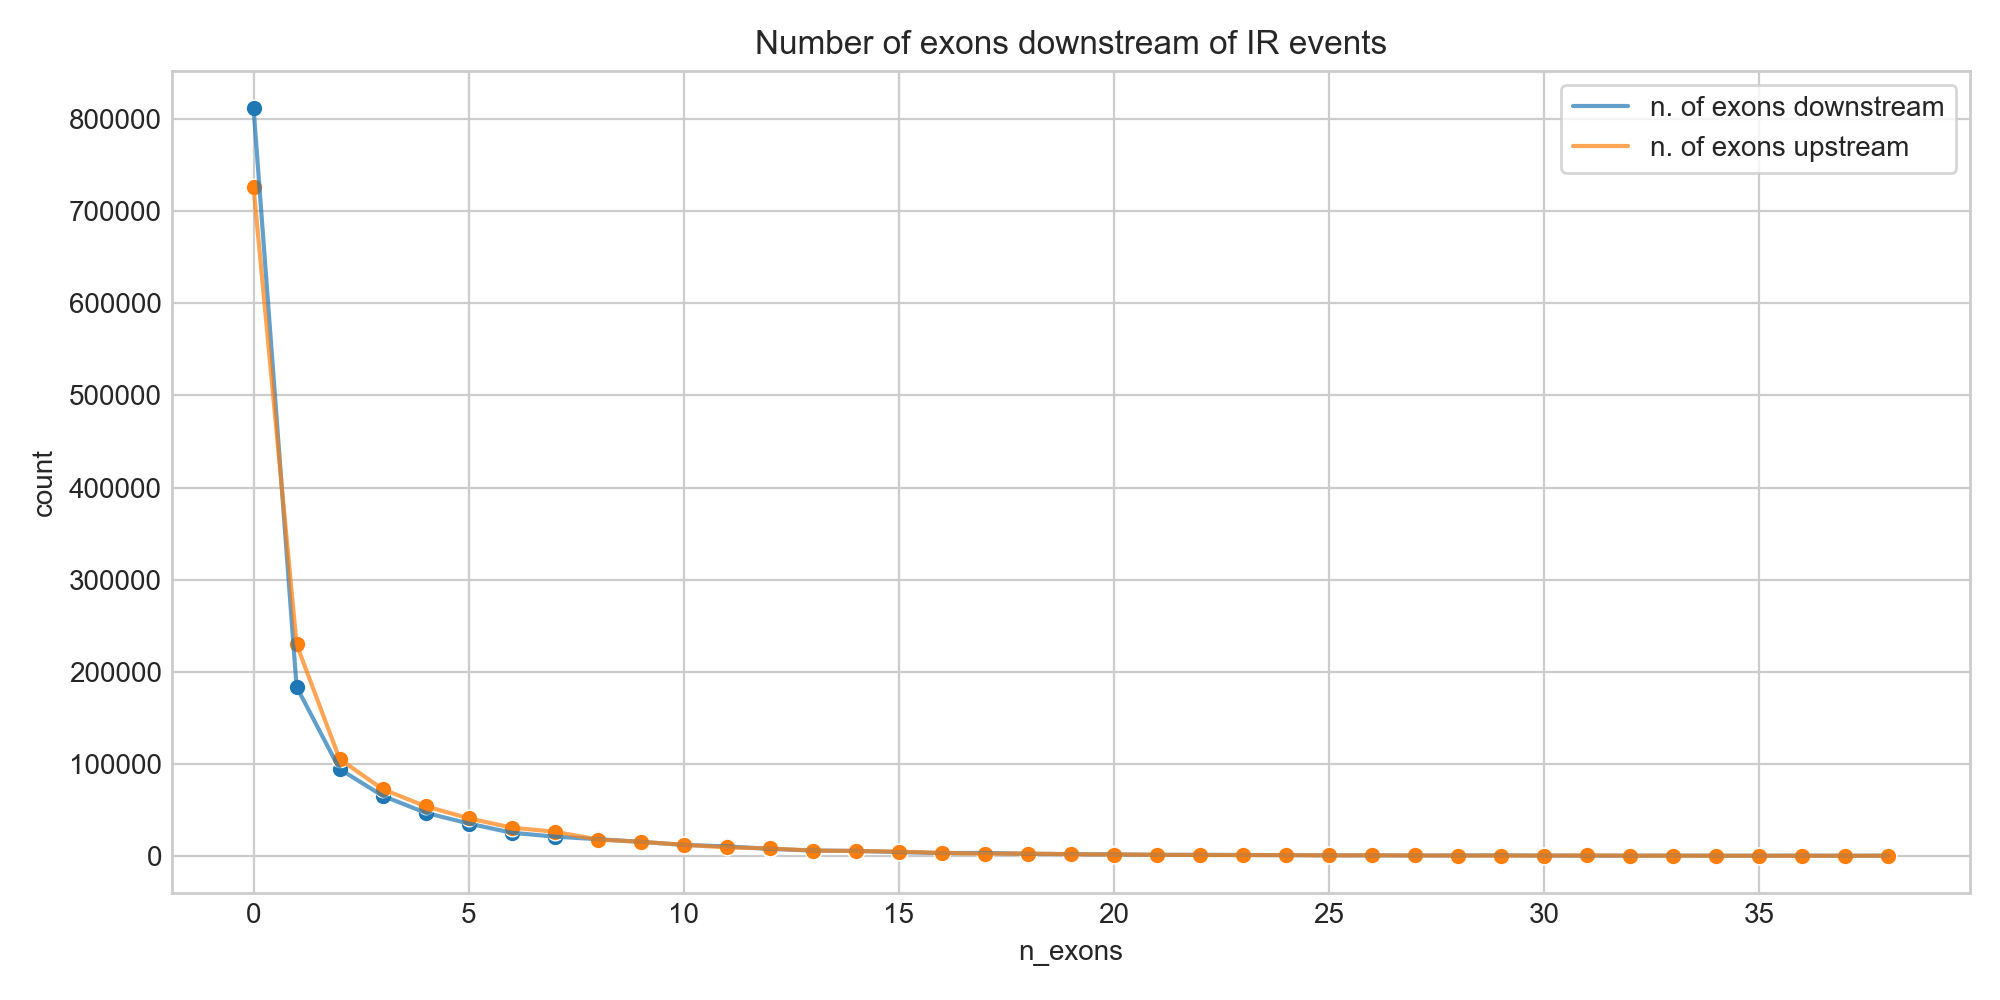 Number of exons downstream of IR events
n. of exons downstream
n. of exons upstream
800000
700000
600000
500000
400000
300000
200000
100000
0
count
0 5 10 15 20 25 30 35
n_exons